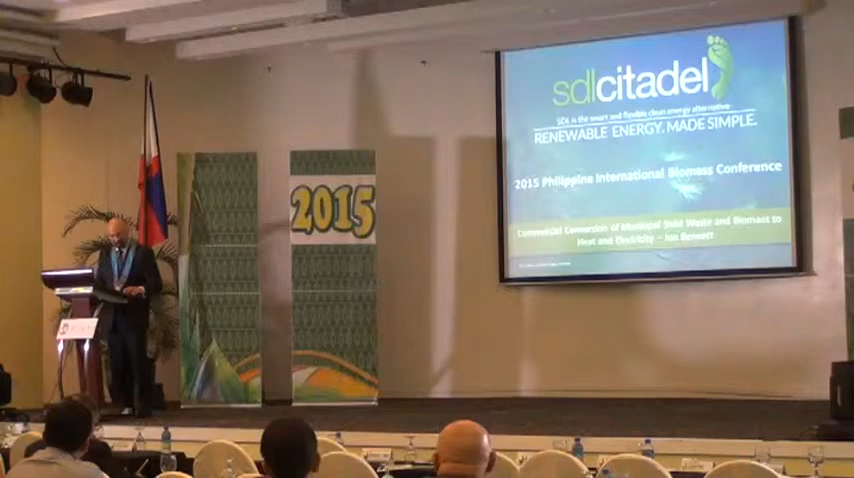 sdlcitadel
SDL is the smart and flexible clean energy alternative
RENEWABLE ENERGY. MADE SIMPLE.
2015 Philippine International Biomass Conference
Commercial Conversion of Municipal Solid Waste and Biomass to
Heat and Electricity – Ion Bennett
2015